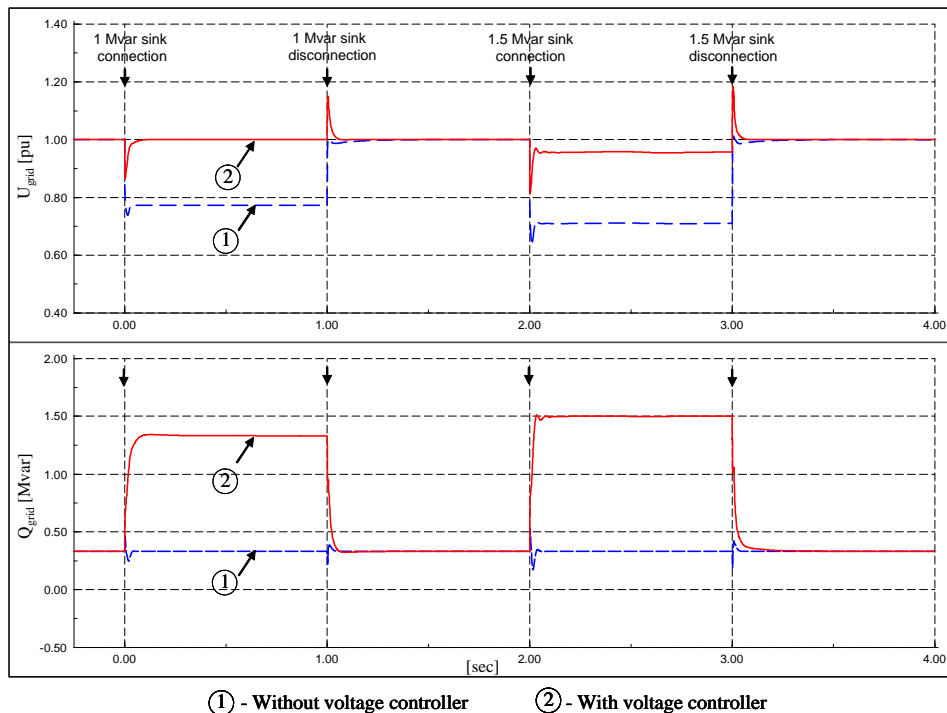 1 Mvar sink connection
1 Mvar sink disconnection
1.5 Mvar sink connection
1.5 Mvar sink disconnection
U_grid [pu]
1.40
1.20
1.00
0.80
0.60
0.40
2
1
0.00
1.00
2.00
3.00
4.00
Q_grid [Mvar]
2.00
1.50
1.00
0.50
0.00
-0.50
2
1
0.00
1.00
2.00
3.00
4.00
[sec]
1 - Without voltage controller
2 - With voltage controller